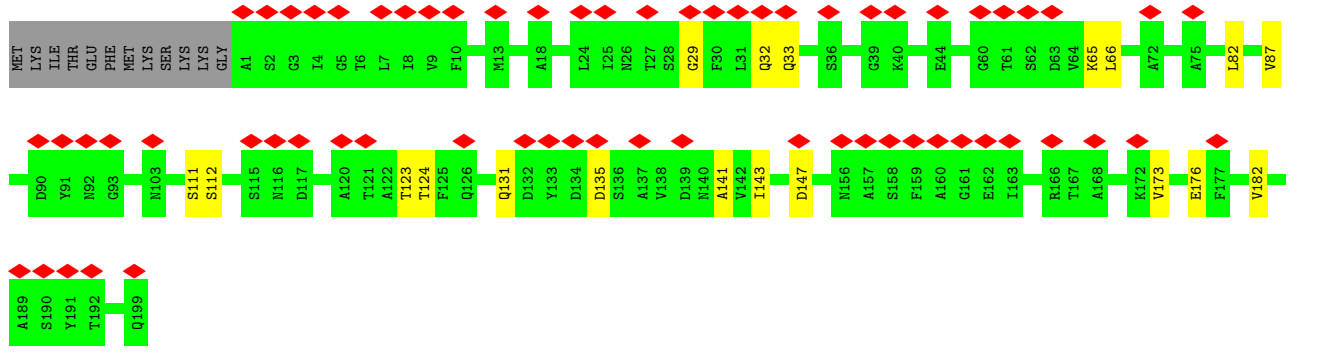 MET LYS ILE THR GLU PHE MET LYS SER LYS LYS GLY A1 S2 G3 I4 G5 T6 L7 I8 V9 F10 M13 A18 L24 I25 N26 T27 S28 G29 F30 L31 Q32 Q33 S36 G39 K40 E44 G60 T61 S62 D63 V64 K65 L66 A72 A75 L82 V87
D90 Y91 N92 G93 N103 S111 S112 S115 N116 D117 A120 T121 A122 T123 T124 F125 Q126 Q131 D132 Y133 D134 D135 S136 A137 V138 D139 N140 A141 V142 I143 D147 N156 A157 S158 F159 A160 G161 E162 I163 R166 T167 A168 K172 V173 E176 F177 V182
A189 S190 Y191 T192 Q199